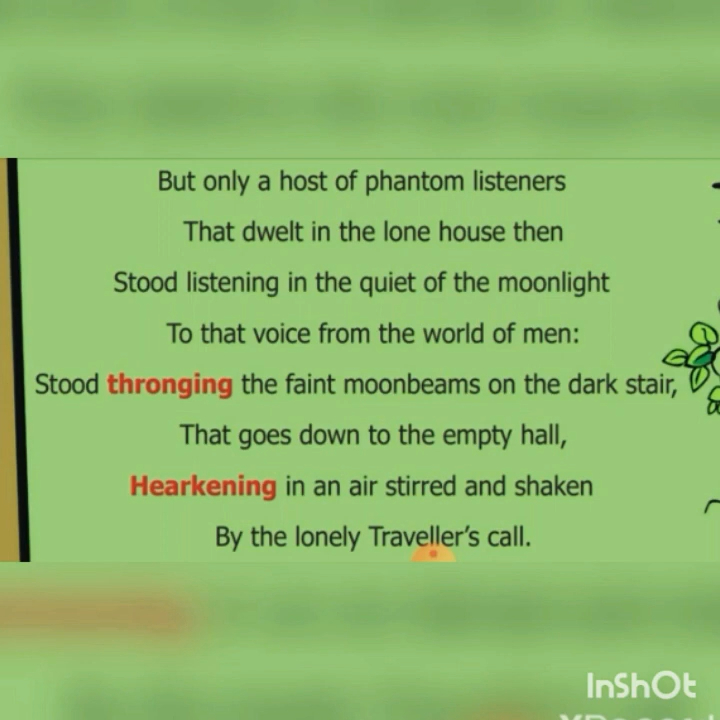 But only a host of phantom listeners
That dwelt in the lone house then
Stood listening in the quiet of the moonlight
To that voice from the world of men:
Stood thronging the faint moonbeams on the dark stair,
That goes down to the empty hall,
Hearkening in an air stirred and shaken
By the lonely Traveller's call.
InShOt